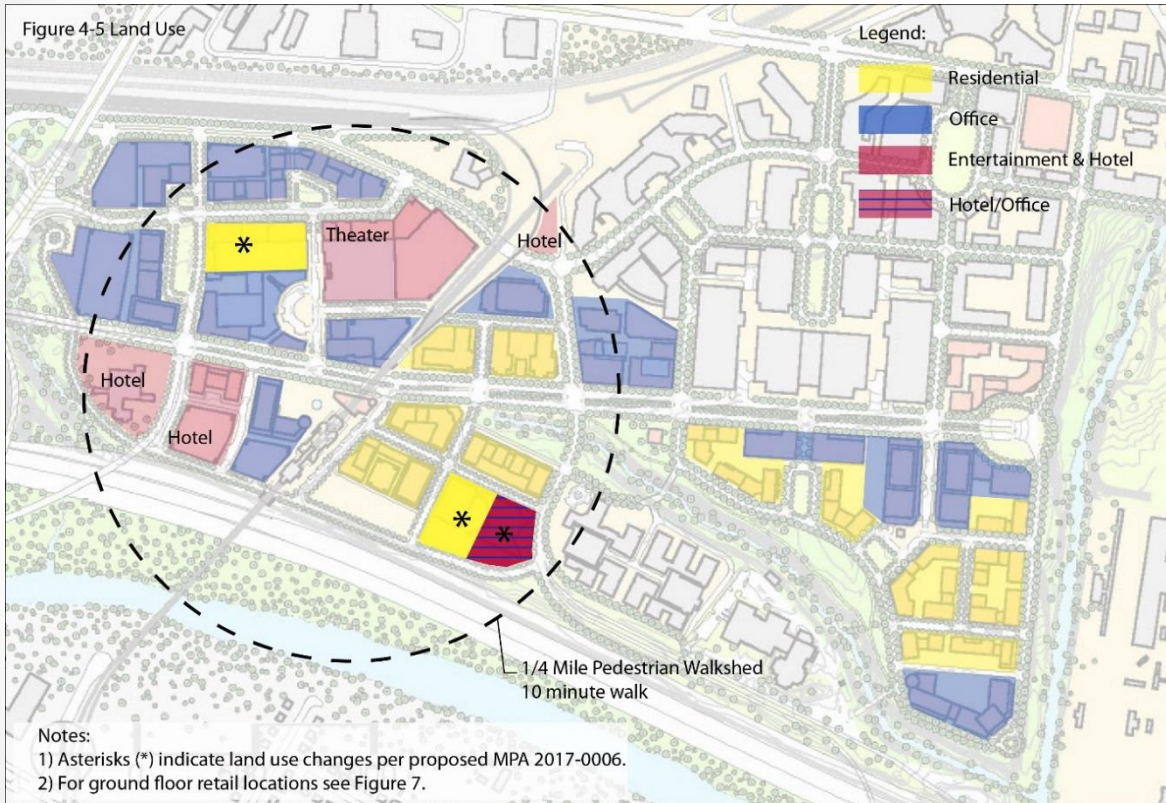 Figure 4-5 Land Use
Legend:
Residential
Office
Entertainment & Hotel
Hotel/Office
*
Theater
Hotel
Hotel
Hotel
*
*
1/4 Mile Pedestrian Walkshed
10 minute walk
Notes:
1) Asterisks (*) indicate land use changes per proposed MPA 2017-0006.
2) For ground floor retail locations see Figure 7.